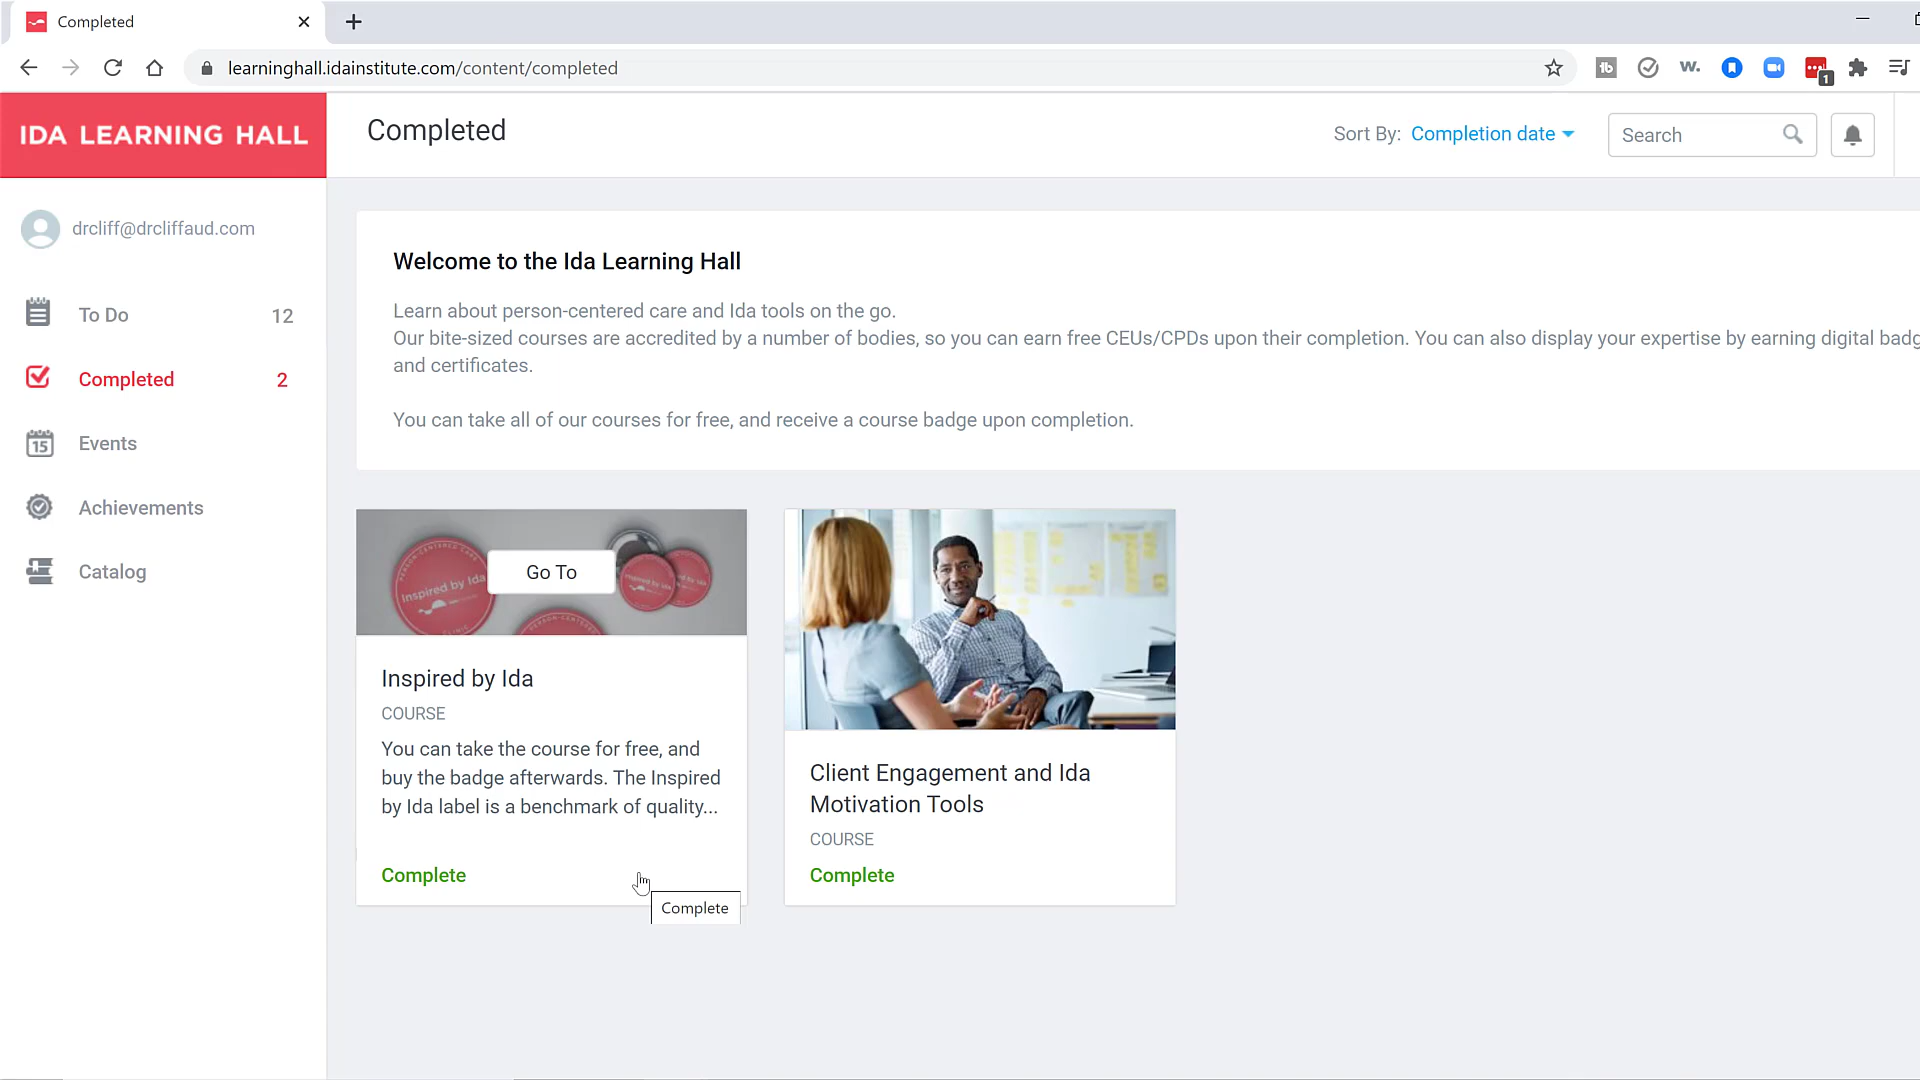 Completed
learninghall.idainstitute.com/content/completed
tb
w.
1
IDA LEARNING HALL
Completed
Sort By: Completion date
Search
drcliff@drcliffaud.com
To Do 12
Completed 2
15 Events
Achievements
Catalog
Welcome to the Ida Learning Hall
Learn about person-centered care and Ida tools on the go.
Our bite-sized courses are accredited by a number of bodies, so you can earn free CEUs/CPDs upon their completion. You can also display your expertise by earning digital badg
and certificates.
You can take all of our courses for free, and receive a course badge upon completion.
Inspired by Ida
Go To
Inspired by Ida
COURSE
You can take the course for free, and
buy the badge afterwards. The Inspired
by Ida label is a benchmark of quality...
Complete
Complete
Client Engagement and Ida
Motivation Tools
COURSE
Complete